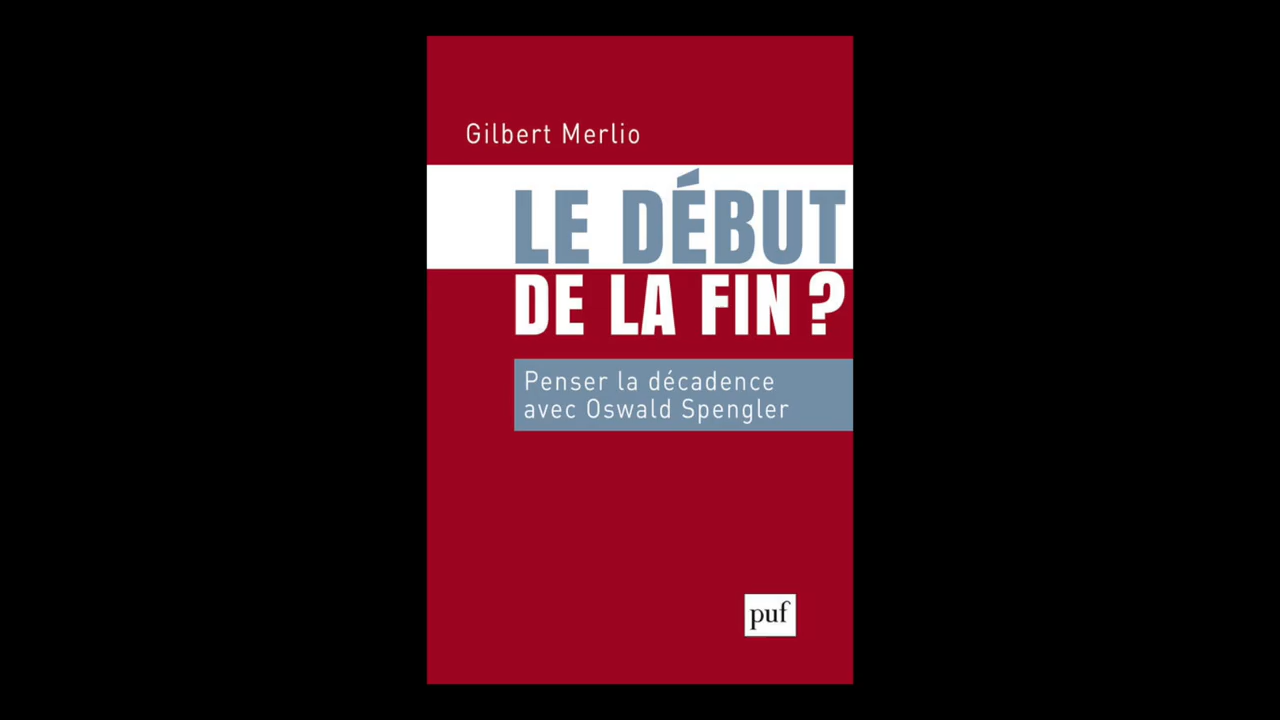 Gilbert Merlio
LE DÉBUT
DE LA FIN ?
Penser la décadence
avec Oswald Spengler
puf